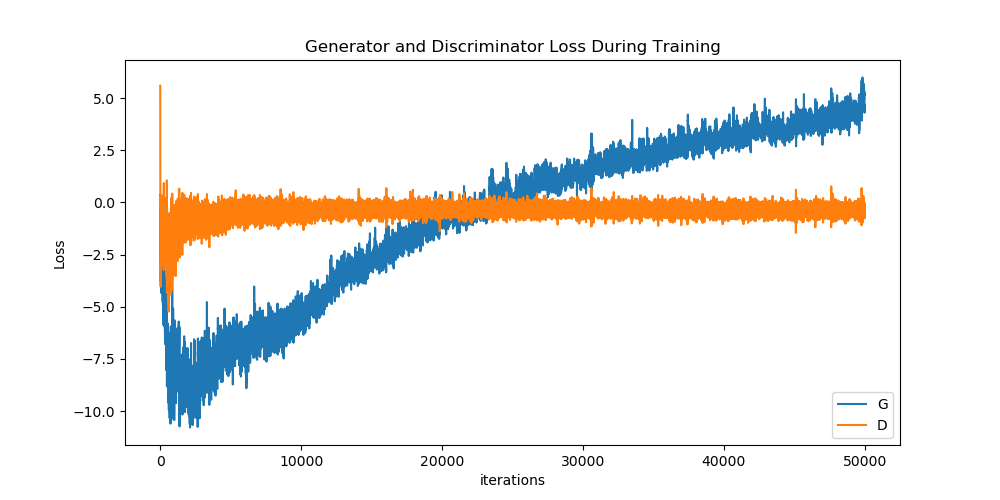 Generator and Discriminator Loss During Training
5.0
2.5
0.0
−2.5
−5.0
−7.5
−10.0
Loss
G
D
0 10000 20000 30000 40000 50000
iterations